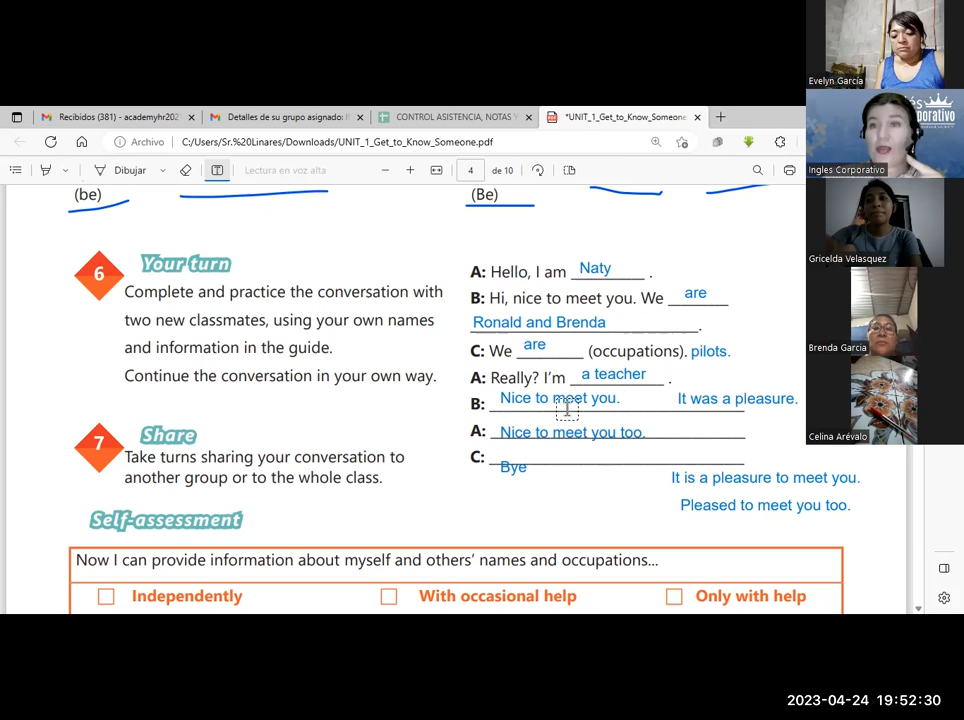 Recibidos (381) - academyhr202
Detalles de su grupo asignado: I
CONTROL ASISTENCIA, NOTAS Y
*UNIT_1_Get_to_Know_Someone
Archivo
C:/Users/Sr.%20Linares/Downloads/UNIT_1_Get_to_Know_Someone.pdf
Dibujar
Lectura en voz alta
4
de 10
(be)
(Be)
6
Your turn
Complete and practice the conversation with
two new classmates, using your own names
and information in the guide.
Continue the conversation in your own way.
7
Share
Take turns sharing your conversation to
another group or to the whole class.
A: Hello, I am Naty .
B: Hi, nice to meet you. We are
Ronald and Brenda .
C: We are (occupations). pilots.
A: Really? I'm a teacher .
B: Nice to meet you. It was a pleasure.
A: Nice to meet you too.
C: Bye
It is a pleasure to meet you.
Pleased to meet you too.
Self-assessment
Now I can provide information about myself and others' names and occupations...
Independently
With occasional help
Only with help
Evelyn García
Ingles Corporativo
Gricelda Velasquez
Brenda Garcia
Celina Arévalo
2023-04-24 19:52:30